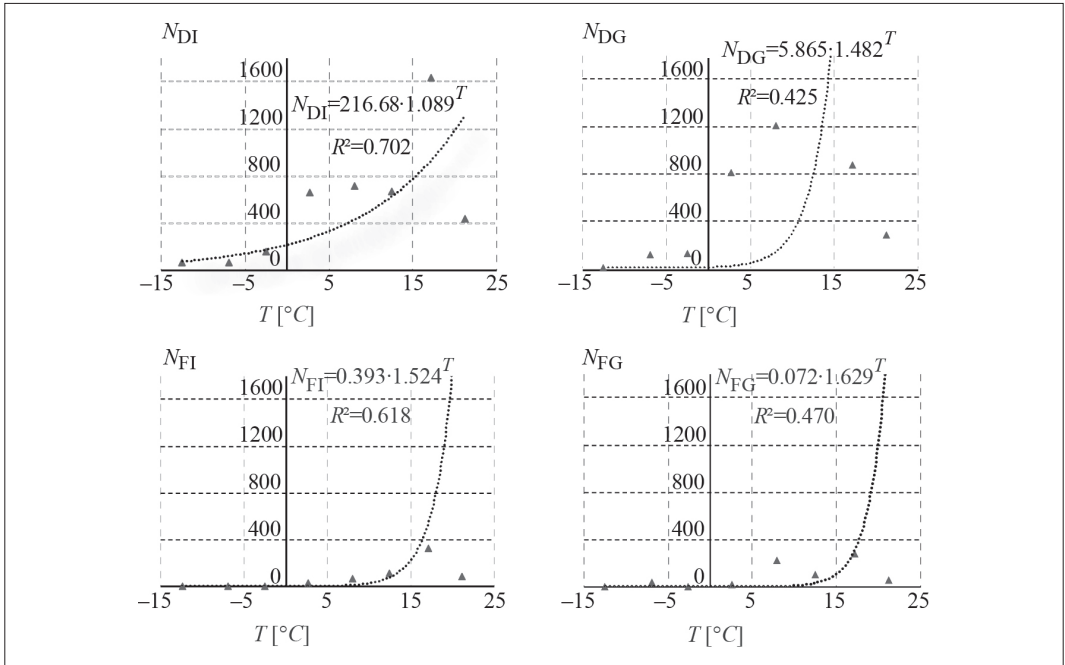 N_DI
1600
N_DI=216.68·1.089^T
1200
R²=0.702
800
400
0
–15 –5 5 15 25
T [°C]
N_DG
N_DG=5.865·1.482^T
1600
R²=0.425
1200
800
400
0
–15 –5 5 15 25
T [°C]
N_FI
N_FI=0.393·1.524^T
1600
R²=0.618
1200
800
400
0
–15 –5 5 15 25
T [°C]
N_FG
N_FG=0.072·1.629^T
1600
R²=0.470
1200
800
400
0
–15 –5 5 15 25
T [°C]